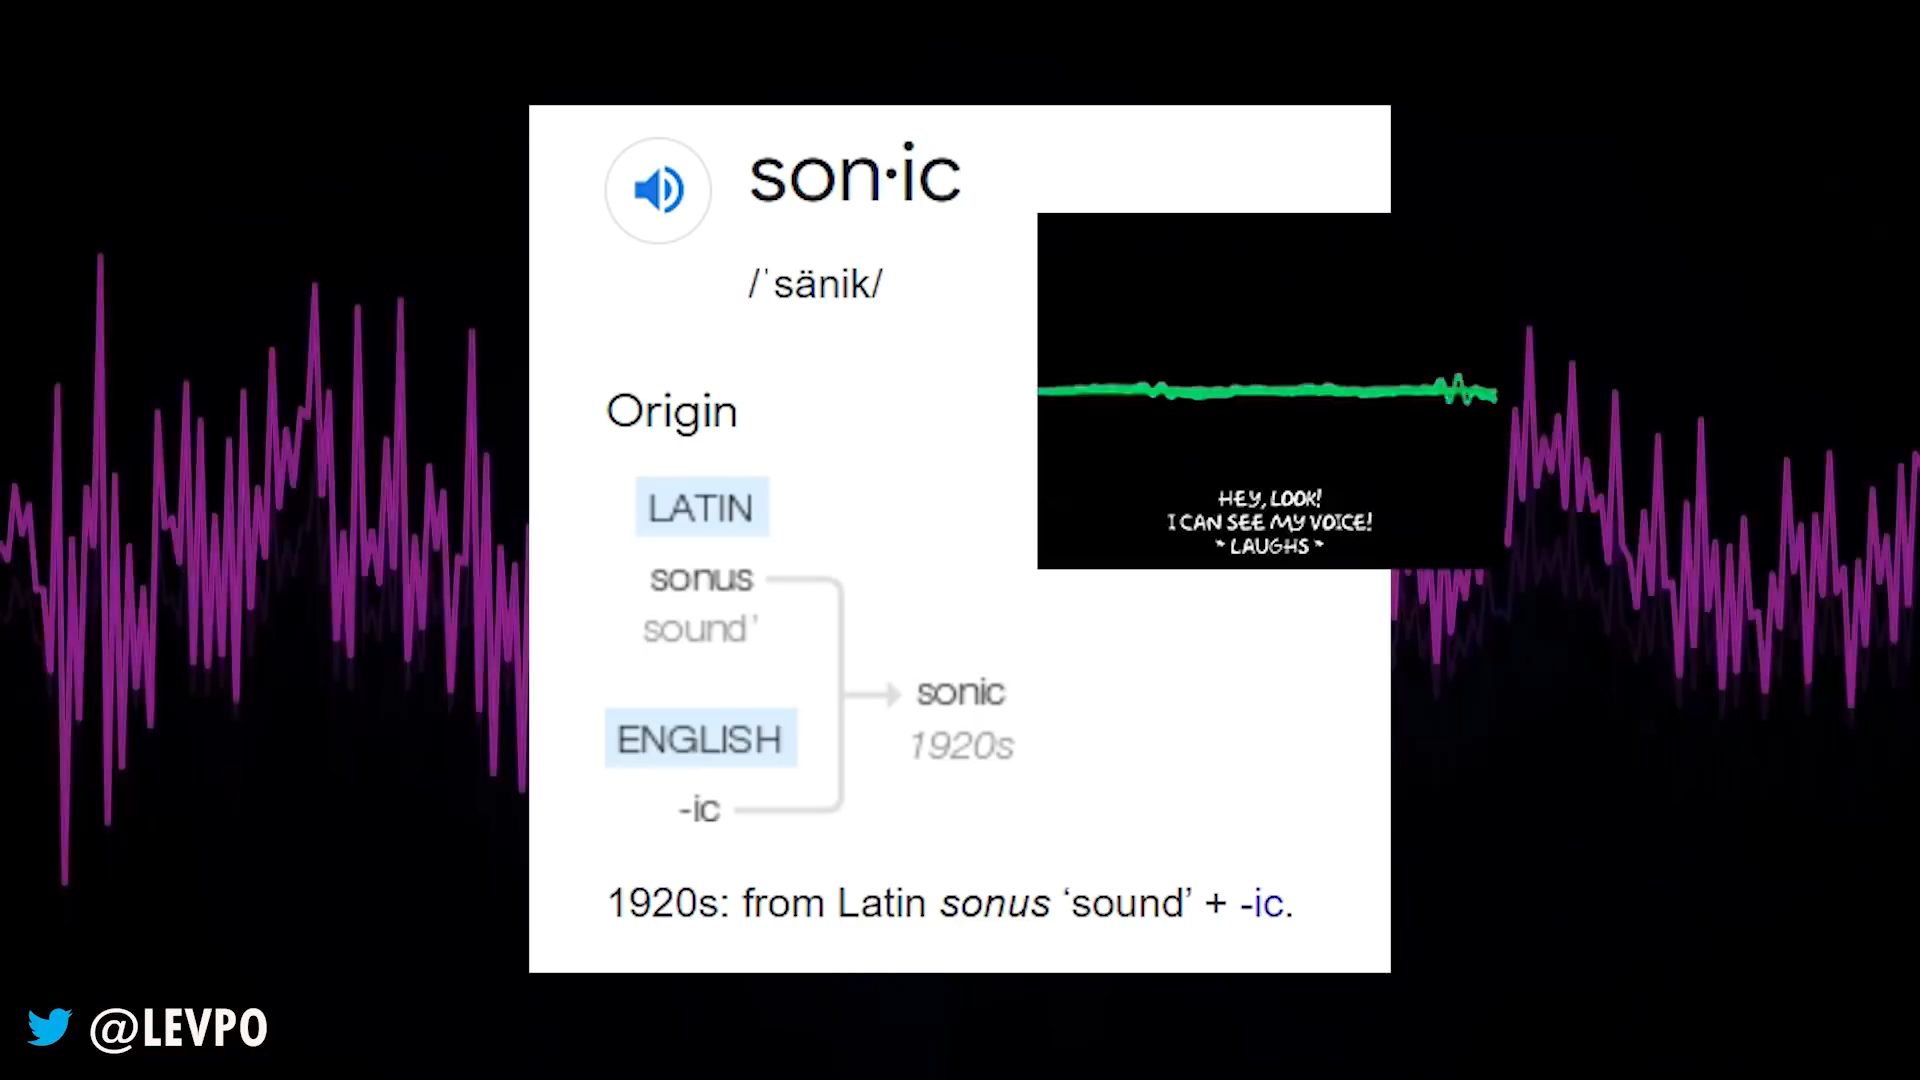 son·ic
/ˈsänik/
Origin
LATIN
sonus
sound’
ENGLISH
-ic
sonic
1920s
1920s: from Latin sonus ‘sound’ + -ic.
HEY, LOOK!
I CAN SEE MY VOICE!
* LAUGHS *
@LEVPO